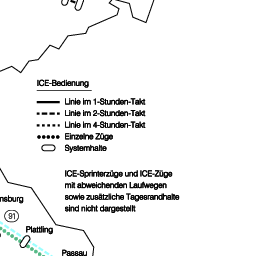 ICE-Bedienung
Linie im 1-Stunden-Takt
Linie im 2-Stunden-Takt
Linie im 4-Stunden-Takt
Einzelne Züge
Systemhalte
ICE-Sprinterzüge und ICE-Züge
mit abweichenden Laufwegen
sowie zusätzliche Tagesrandhalte
sind nicht dargestellt
nsburg
91
Plattling
Passau